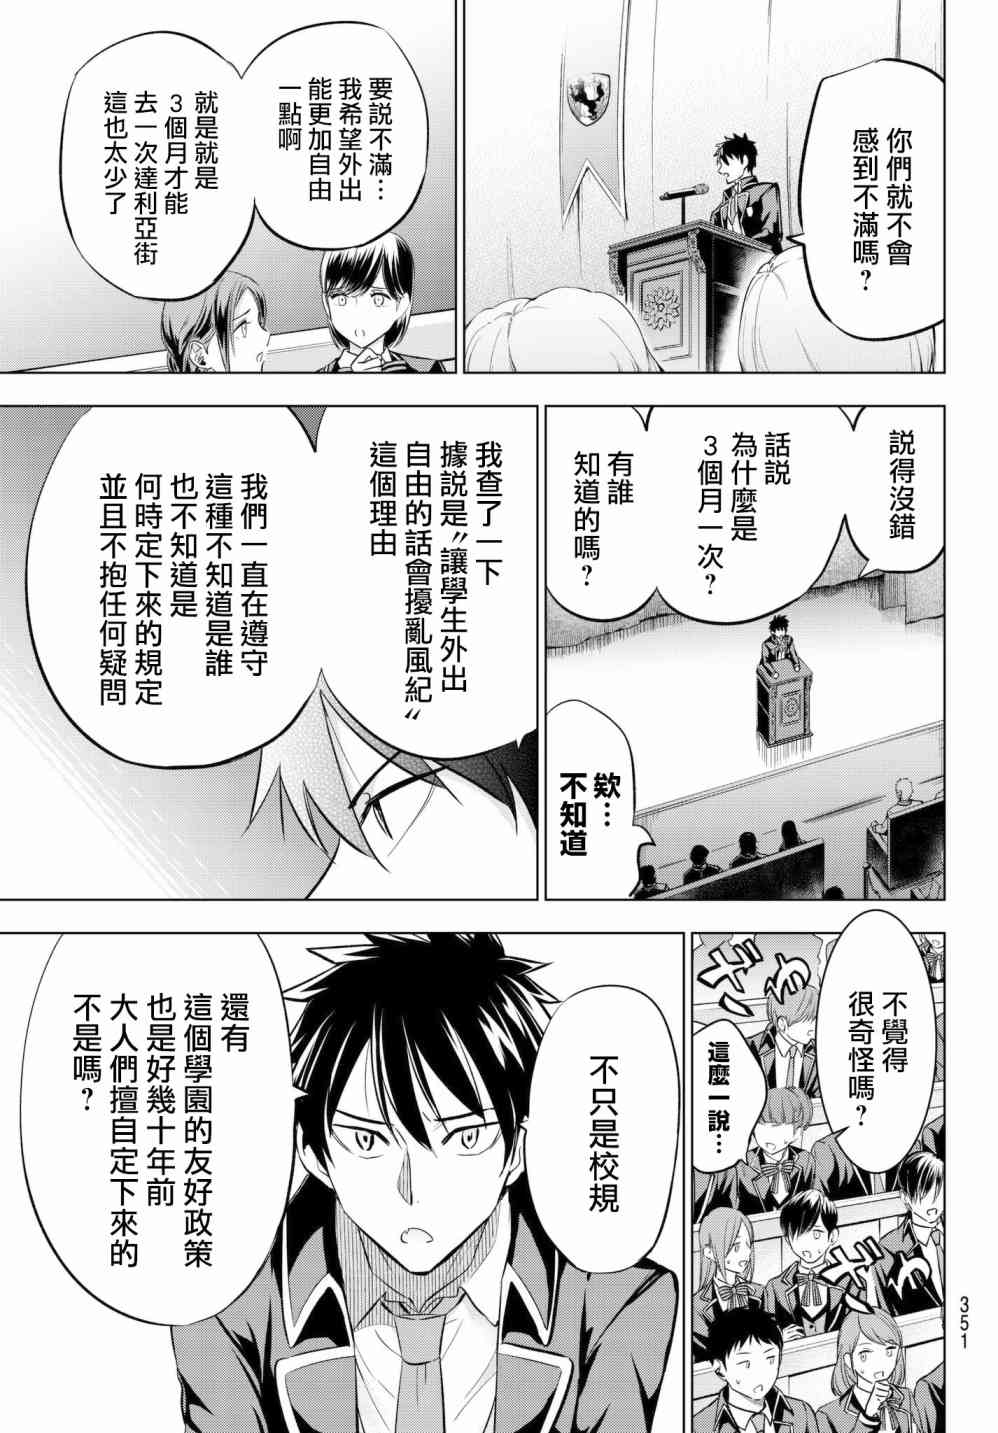 你們就不會
感到不滿嗎?
要說不滿…
我希望外出
能更加自由
一點啊
就是就是
3個月才能
去一次達利亞街
這也太少了
說得沒錯
話説
為什麼是
3個月一次?
有誰
知道的嗎?
欸…
不知道
我查了一下
據說是"讓學生外出
自由的話會擾亂風紀"
這個理由
我們一直在遵守
這種不知道是誰
也不知道是
何時定下來的規定
並且不抱任何疑問
不覺得
很奇怪嗎?
ざわ
這麼一說…
ざわ
不只是校規
還有
這個學園的友好政策
也是好幾十年前
大人們擅自定下來的
不是嗎?
351